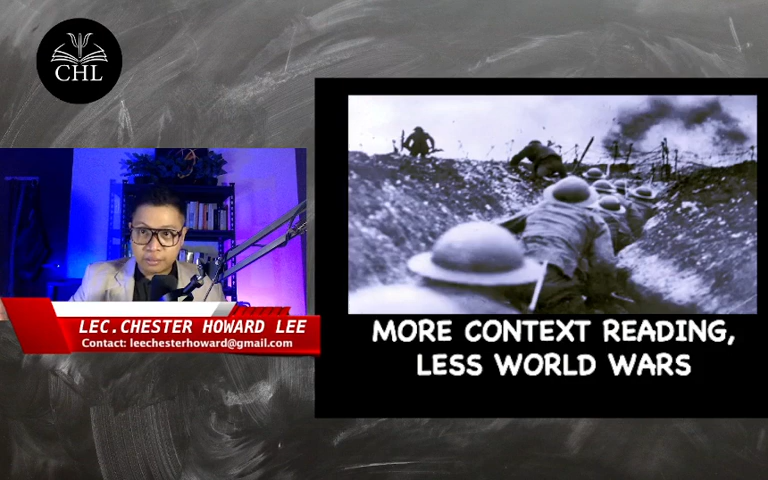 CHL
LEC.CHESTER HOWARD LEE
Contact: leechesterhoward@gmail.com
MORE CONTEXT READING,
LESS WORLD WARS